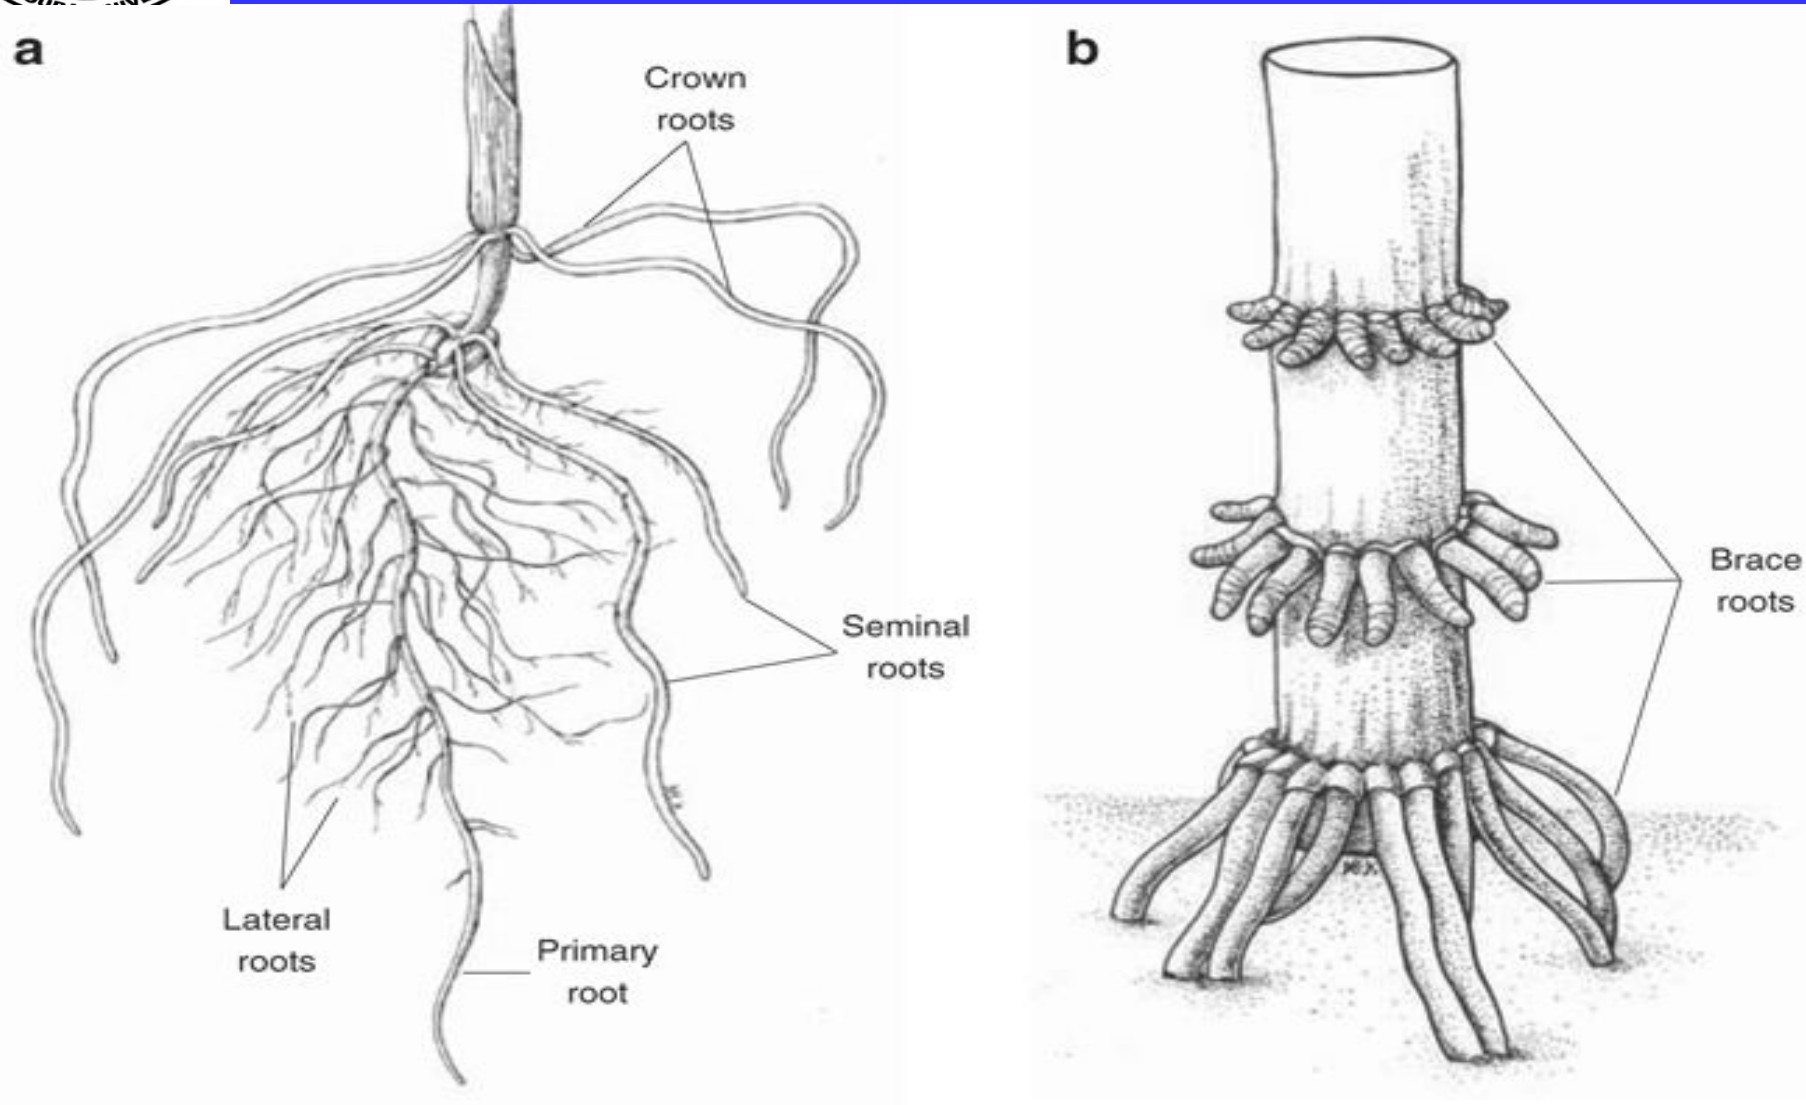 a
Crown
roots
Seminal
roots
Lateral
roots
Primary
root
b
Brace
roots